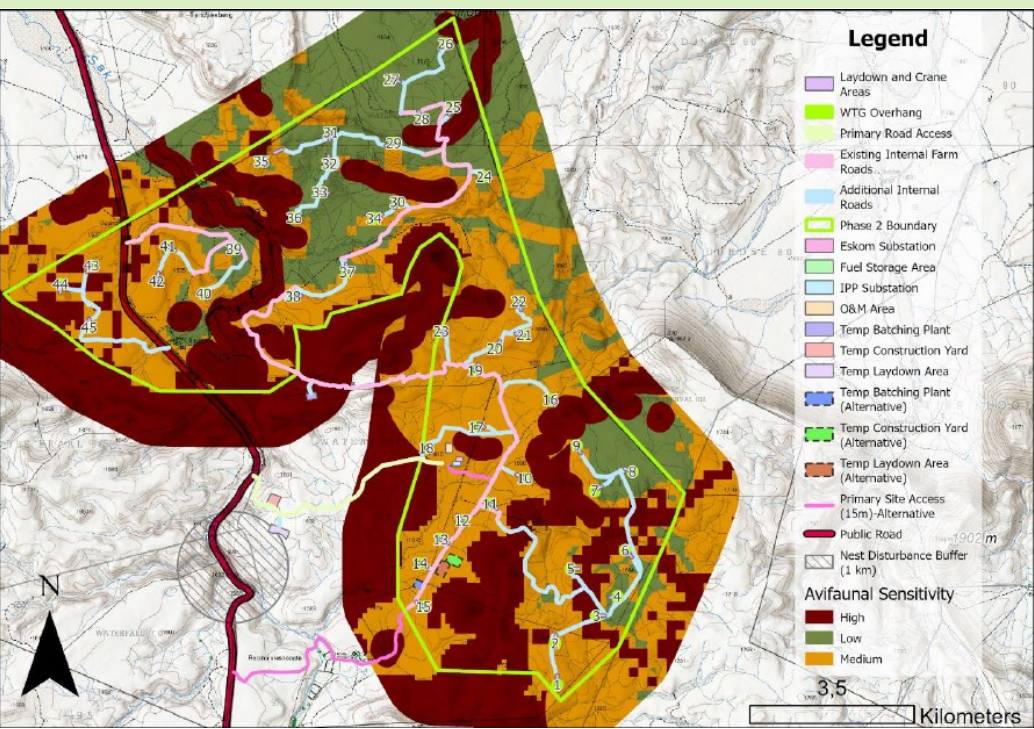 Legend
Laydown and Crane
Areas
WTG Overhang
Primary Road Access
Existing Internal Farm
Roads..
Additional Internal
Roads
Phase 2 Boundary
Eskom Substation
Fuel Storage Area
IPP Substation
O&M Area
Temp Batching Plant
Temp Construction Yard
Temp Laydown Area
Temp Batching Plant
(Alternative)
Temp Construction Yard
(Alternative)
Temp Laydown Area
(Alternative)
Primary Site Access
(15m)-Alternative
Public Road
Nest Disturbance Buffer
(1 km)
Avifaunal Sensitivity
High
Low
Medium
3,5
Kilometers
N
Sak
26
27
25
28
31
29
35
32
24
33
30
36
34
41
39
43
37
42
44
40
38
45
22
23
21
20
19
16
17
18
9
8
10
7
11
12
13
6
14
5
4
15
3
2
1
1902m